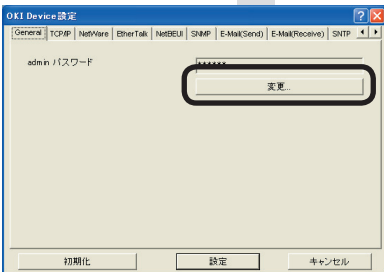 OKI Device設定
General TCP/IP NetWare EtherTalk NetBEUI SNMP E-Mail(Send) E-Mail(Receive) SNTP
admin パスワード ******
変更...
初期化 設定 キャンセル